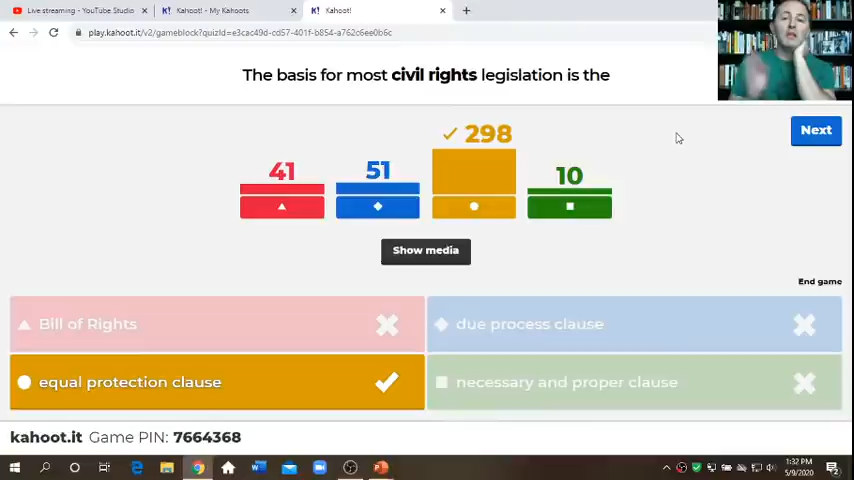 Live streaming - YouTube Studio
K! Kahoot! - My Kahoots
K! Kahoot!
play.kahoot.it/v2/gameblock?quizId=e3cac49d-cd57-401f-b854-a762c6ee0b6c
The basis for most civil rights legislation is the
Next
41
51
298
10
Show media
End game
Bill of Rights
due process clause
equal protection clause
necessary and proper clause
kahoot.it Game PIN: 7664368
1:32 PM
5/9/2020